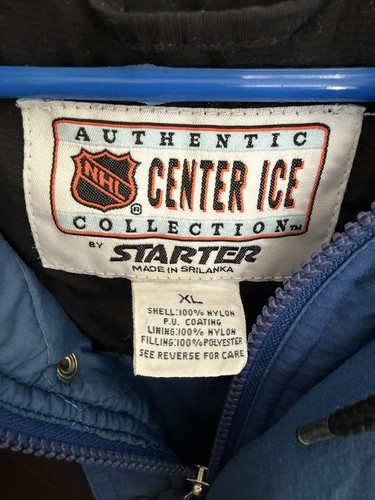 AUTHENTIC
NHL
CENTER ICE
COLLECTION™
BY STARTER
MADE IN SRILANKA
XL
SHELL:100% NYLON
P.U. COATING
LINING:100% NYLON
FILLING:100%POLYESTER
SEE REVERSE FOR CARE